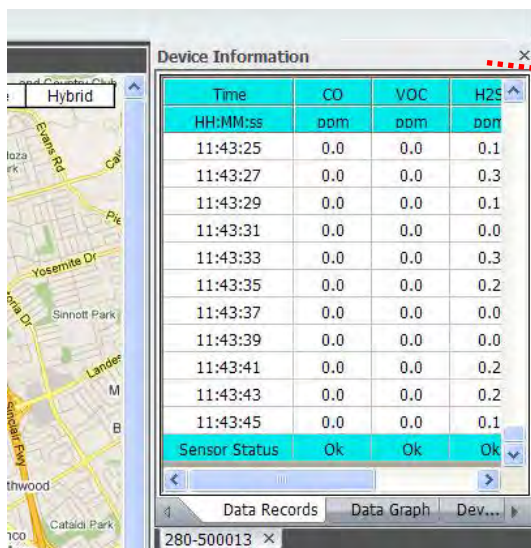 Device Information ×
Hybrid
Time CO VOC H2S
HH:MM:ss ppm ppm ppm
11:43:25 0.0 0.0 0.1
11:43:27 0.0 0.0 0.3
11:43:29 0.0 0.0 0.1
11:43:31 0.0 0.0 0.0
11:43:33 0.0 0.0 0.3
11:43:35 0.0 0.0 0.2
11:43:37 0.0 0.0 0.0
11:43:39 0.0 0.0 0.0
11:43:41 0.0 0.0 0.2
11:43:43 0.0 0.0 0.2
11:43:45 0.0 0.0 0.1
Sensor Status Ok Ok Ok
Data Records Data Graph Dev...
280-500013 ×
and Country Club
Evans Rd
Yosemite Dr
Sinnott Park
Sinclair Fwy
Cataldi Park